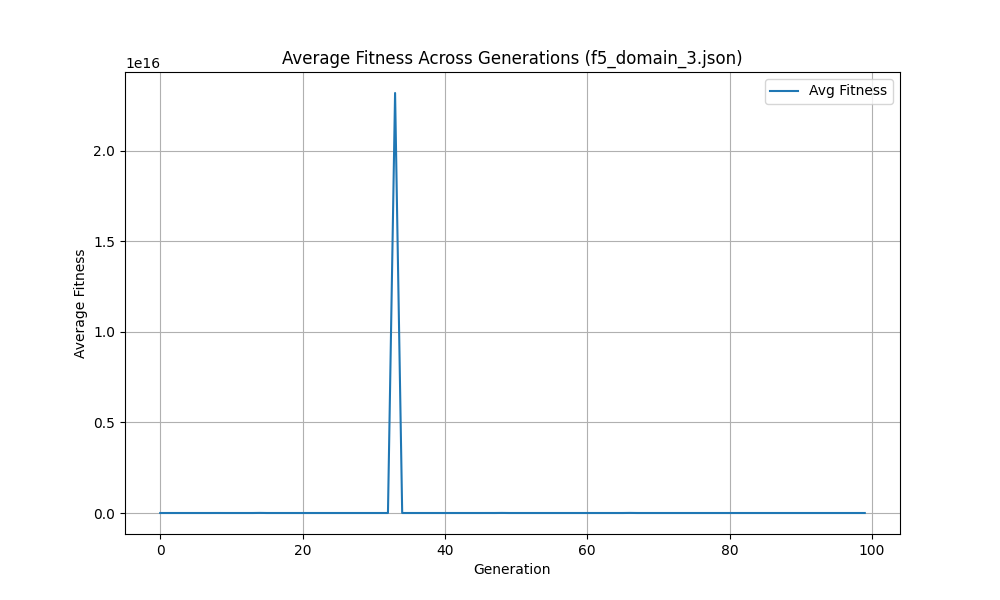 Average Fitness Across Generations (f5_domain_3.json)
1e16
Avg Fitness
2.0
1.5
1.0
0.5
0.0
Average Fitness
0 20 40 60 80 100
Generation